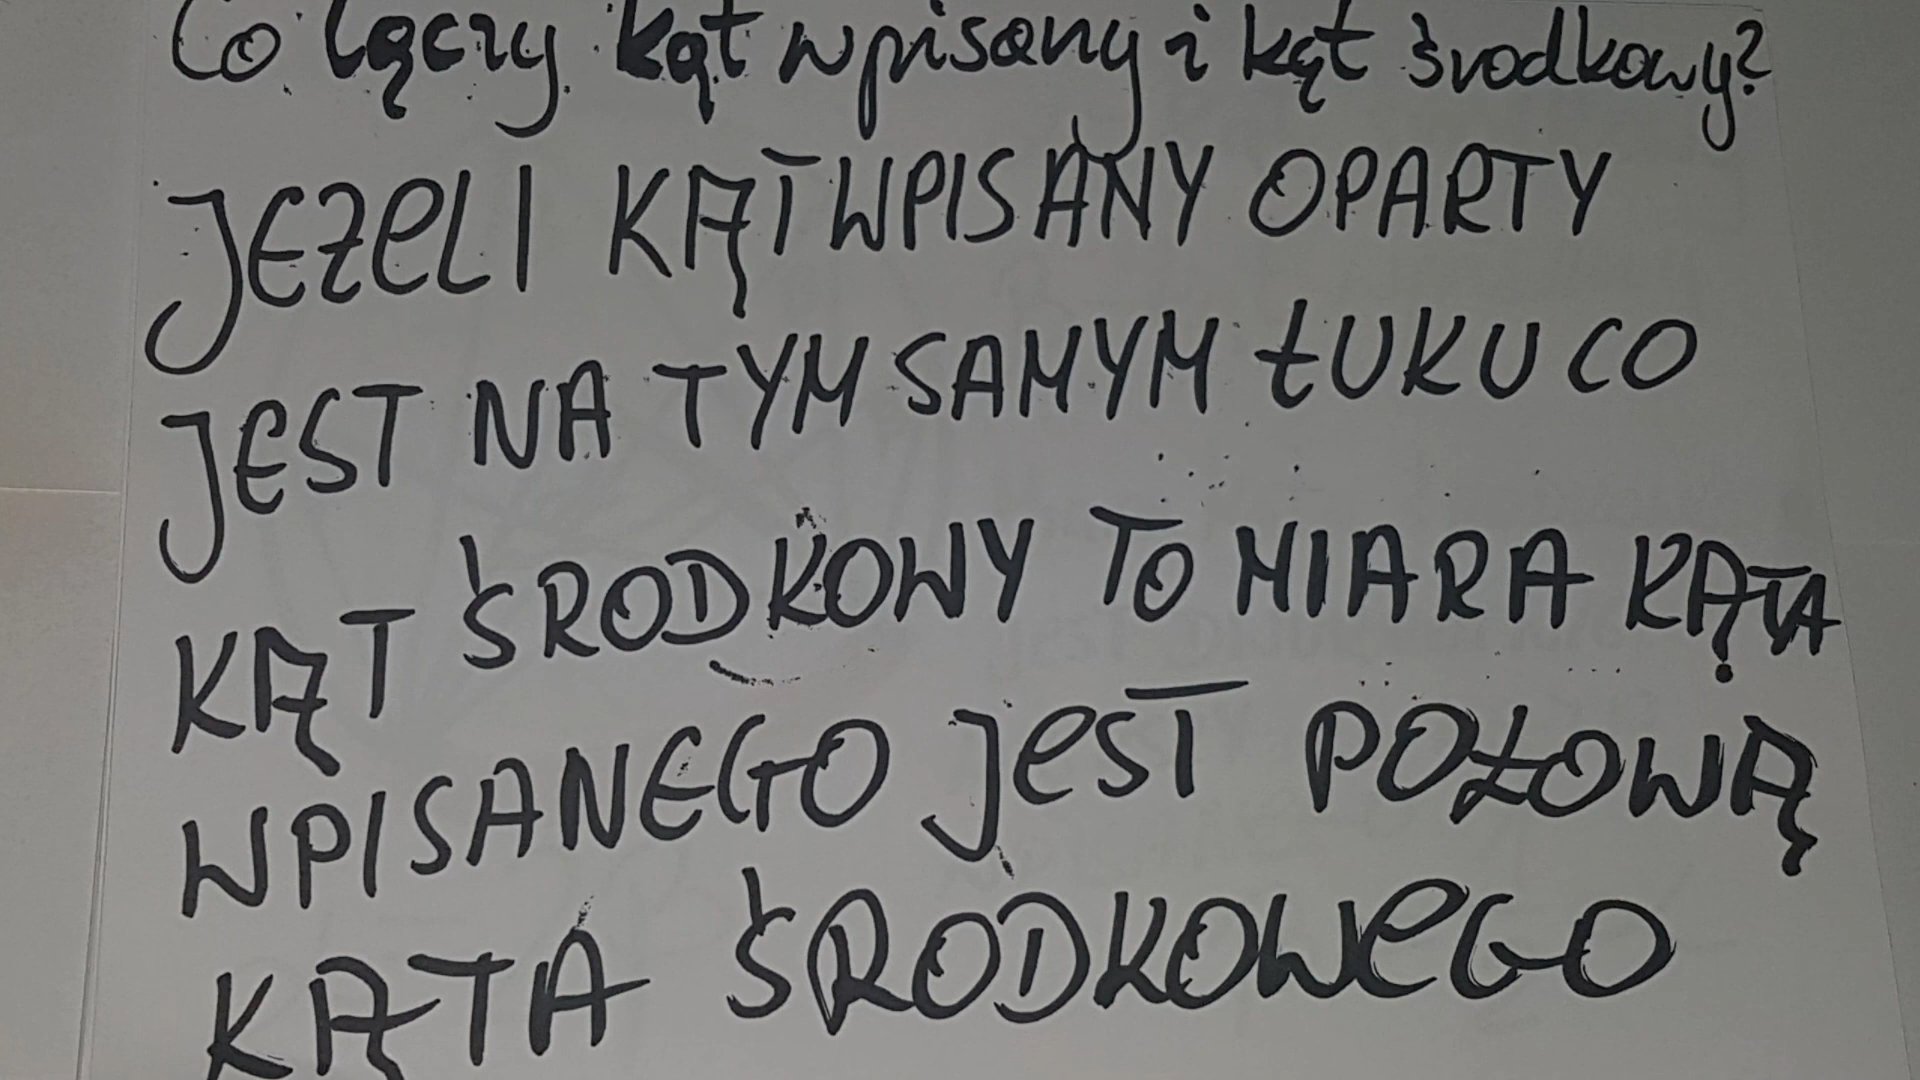 Co łączy kąt wpisany i kąt środkowy?
JEŻELI KĄT WPISANY OPARTY
JEST NA TYM SAMYM ŁUKU CO
KĄT ŚRODKOWY TO MIARA KĄTA
WPISANEGO JEST POŁOWĄ
KĄTA ŚRODKOWEGO